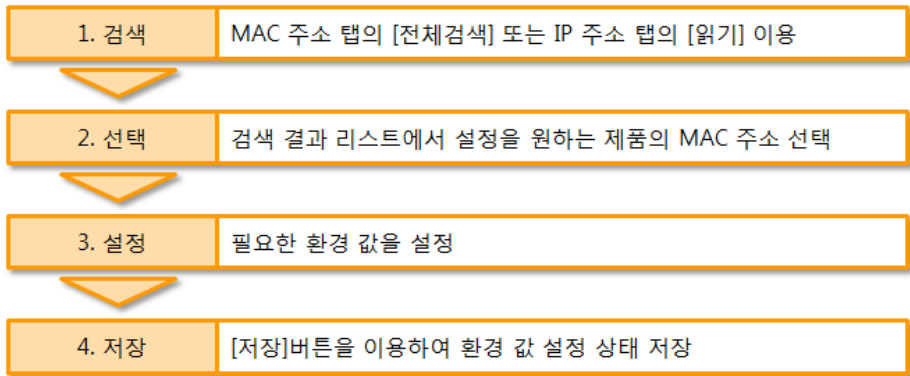 1. 검색
MAC 주소 탭의 [전체검색] 또는 IP 주소 탭의 [읽기] 이용
2. 선택
검색 결과 리스트에서 설정을 원하는 제품의 MAC 주소 선택
3. 설정
필요한 환경 값을 설정
4. 저장
[저장]버튼을 이용하여 환경 값 설정 상태 저장